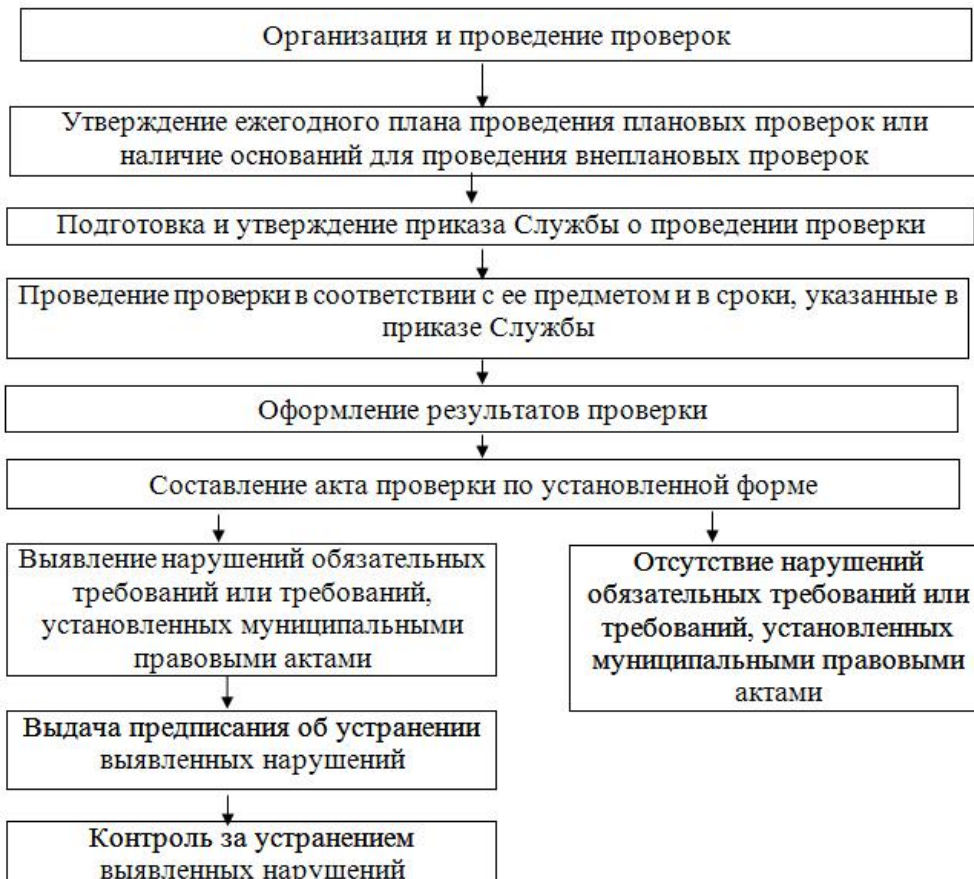 Организация и проведение проверок
Утверждение ежегодного плана проведения плановых проверок или
наличие оснований для проведения внеплановых проверок
Подготовка и утверждение приказа Службы о проведении проверки
Проведение проверки в соответствии с ее предметом и в сроки, указанные в
приказе Службы
Оформление результатов проверки
Составление акта проверки по установленной форме
Выявление нарушений обязательных
требований или требований,
установленных муниципальными
правовыми актами
Отсутствие нарушений
обязательных требований или
требований, установленных
муниципальными правовыми
актами
Выдача предписания об устранении
выявленных нарушений
Контроль за устранением
выявленных нарушений